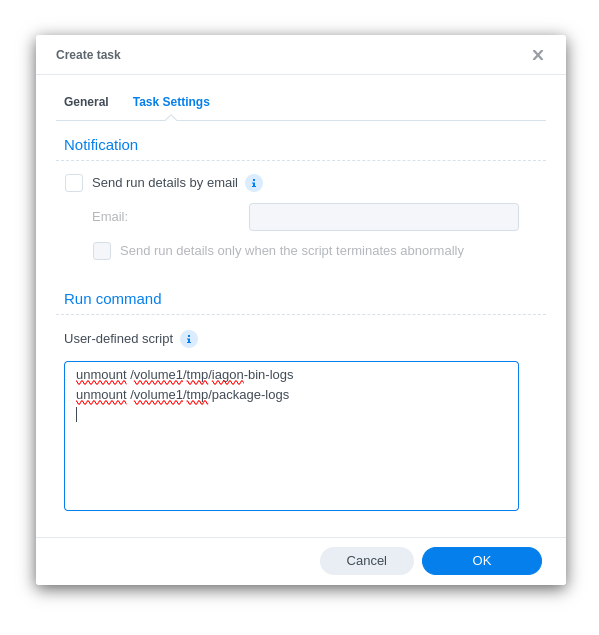 Create task
General
Task Settings
Notification
Send run details by email
Email:
Send run details only when the script terminates abnormally
Run command
User-defined script
unmount /volume1/tmp/iagon-bin-logs
unmount /volume1/tmp/package-logs
Cancel
OK